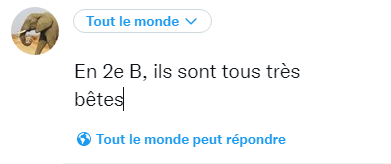 Tout le monde
En 2e B, ils sont tous très
bêtes
Tout le monde peut répondre